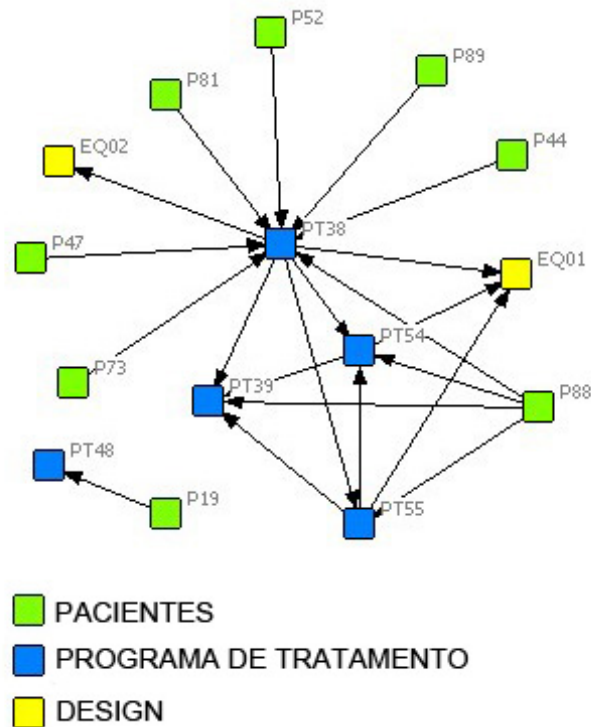 P52
P89
P81
P44
EQ02
PT38
P47
EQ01
PT54
P73
PT39
P88
PT48
P19
PT55
PACIENTES
PROGRAMA DE TRATAMENTO
DESIGN